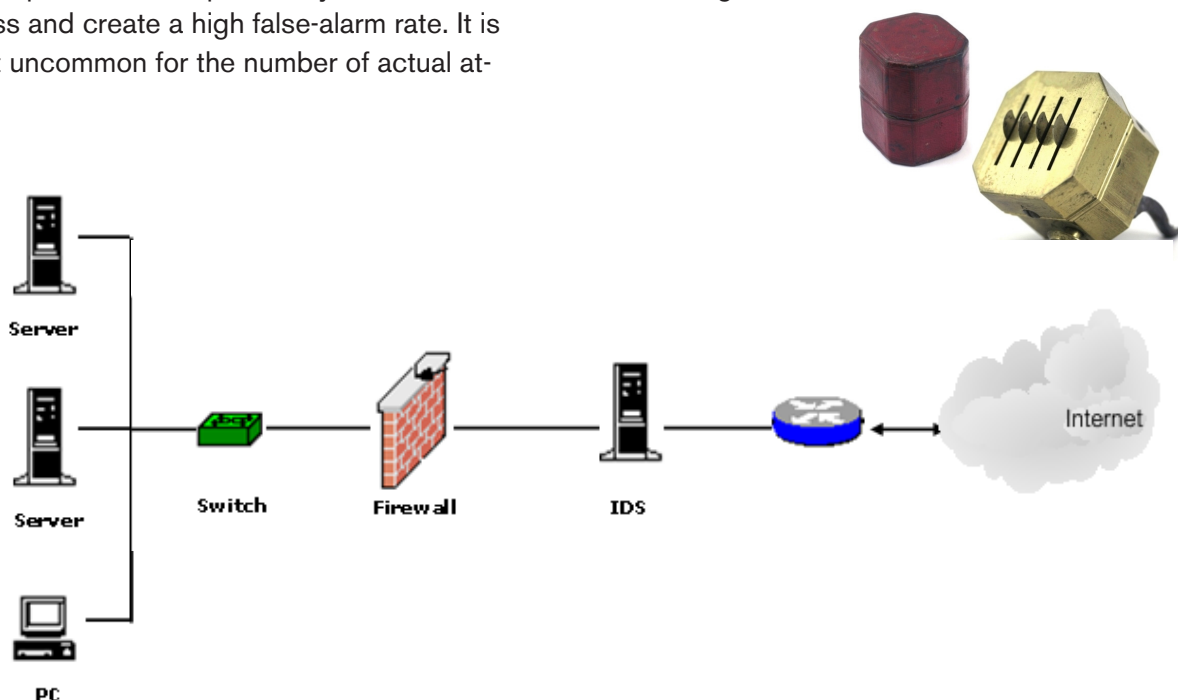 ss and create a high false-alarm rate. It is
uncommon for the number of actual at-
Server
Server
Switch
Firewall
IDS
Internet
PC